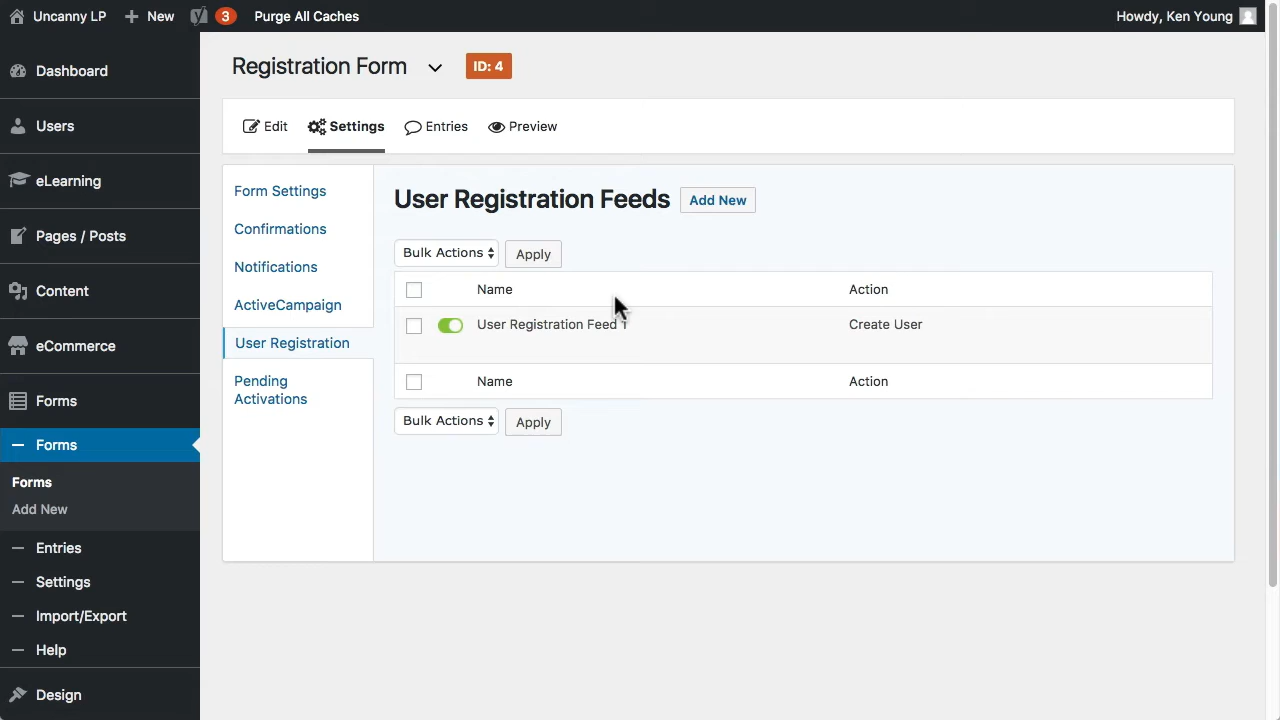 Uncanny LP
New
3
Purge All Caches
Howdy, Ken Young
Dashboard
Users
eLearning
Pages / Posts
Content
eCommerce
Forms
Forms
Forms
Add New
Entries
Settings
Import/Export
Help
Design
Registration Form
ID: 4
Edit
Settings
Entries
Preview
Form Settings
Confirmations
Notifications
ActiveCampaign
User Registration
Pending
Activations
User Registration Feeds
Add New
Bulk Actions
Apply
Name
Action
User Registration Feed 1
Create User
Name
Action
Bulk Actions
Apply